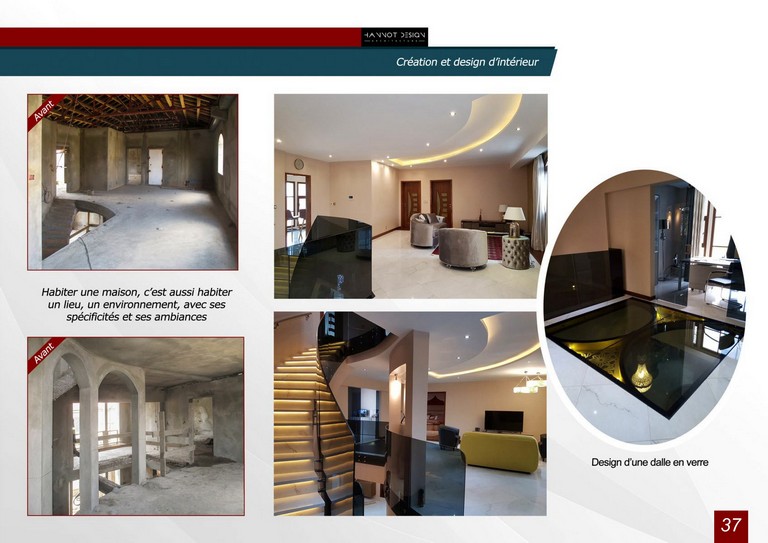 HANNOT DESIGN
Création et design d'intérieur
Avant
Habiter une maison, c'est aussi habiter
un lieu, un environnement, avec ses
spécificités et ses ambiances
Avant
Design d'une dalle en verre
37